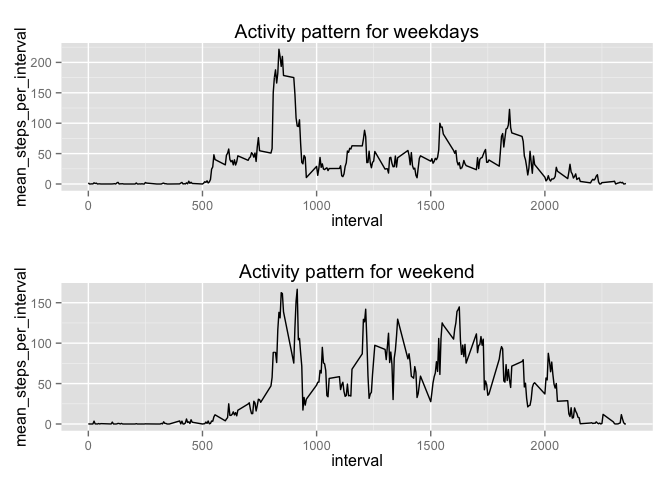 Activity pattern for weekdays
mean_steps_per_interval
200
150
100
50
0
0 500 1000 1500 2000
interval
Activity pattern for weekend
mean_steps_per_interval
150
100
50
0
0 500 1000 1500 2000
interval